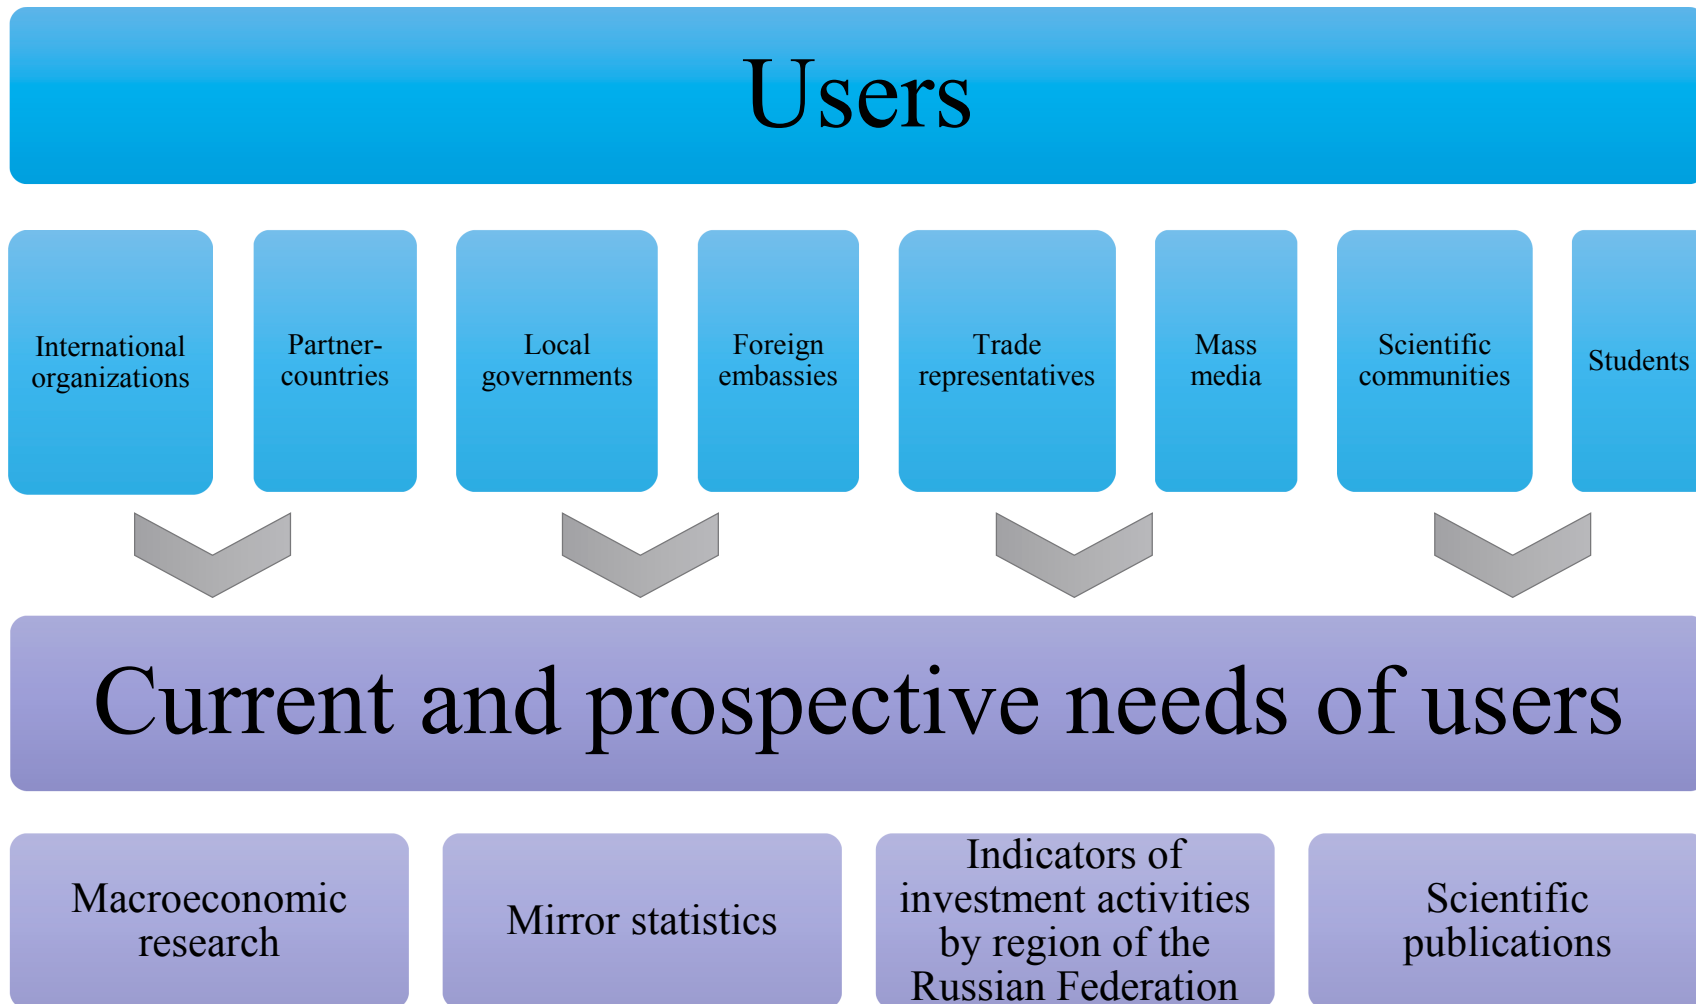 Users
International
organizations
Partner-
countries
Local
governments
Foreign
embassies
Trade
representatives
Mass
media
Scientific
communities
Students
Current and prospective needs of users
Macroeconomic
research
Mirror statistics
Indicators of
investment activities
by region of the
Russian Federation
Scientific
publications